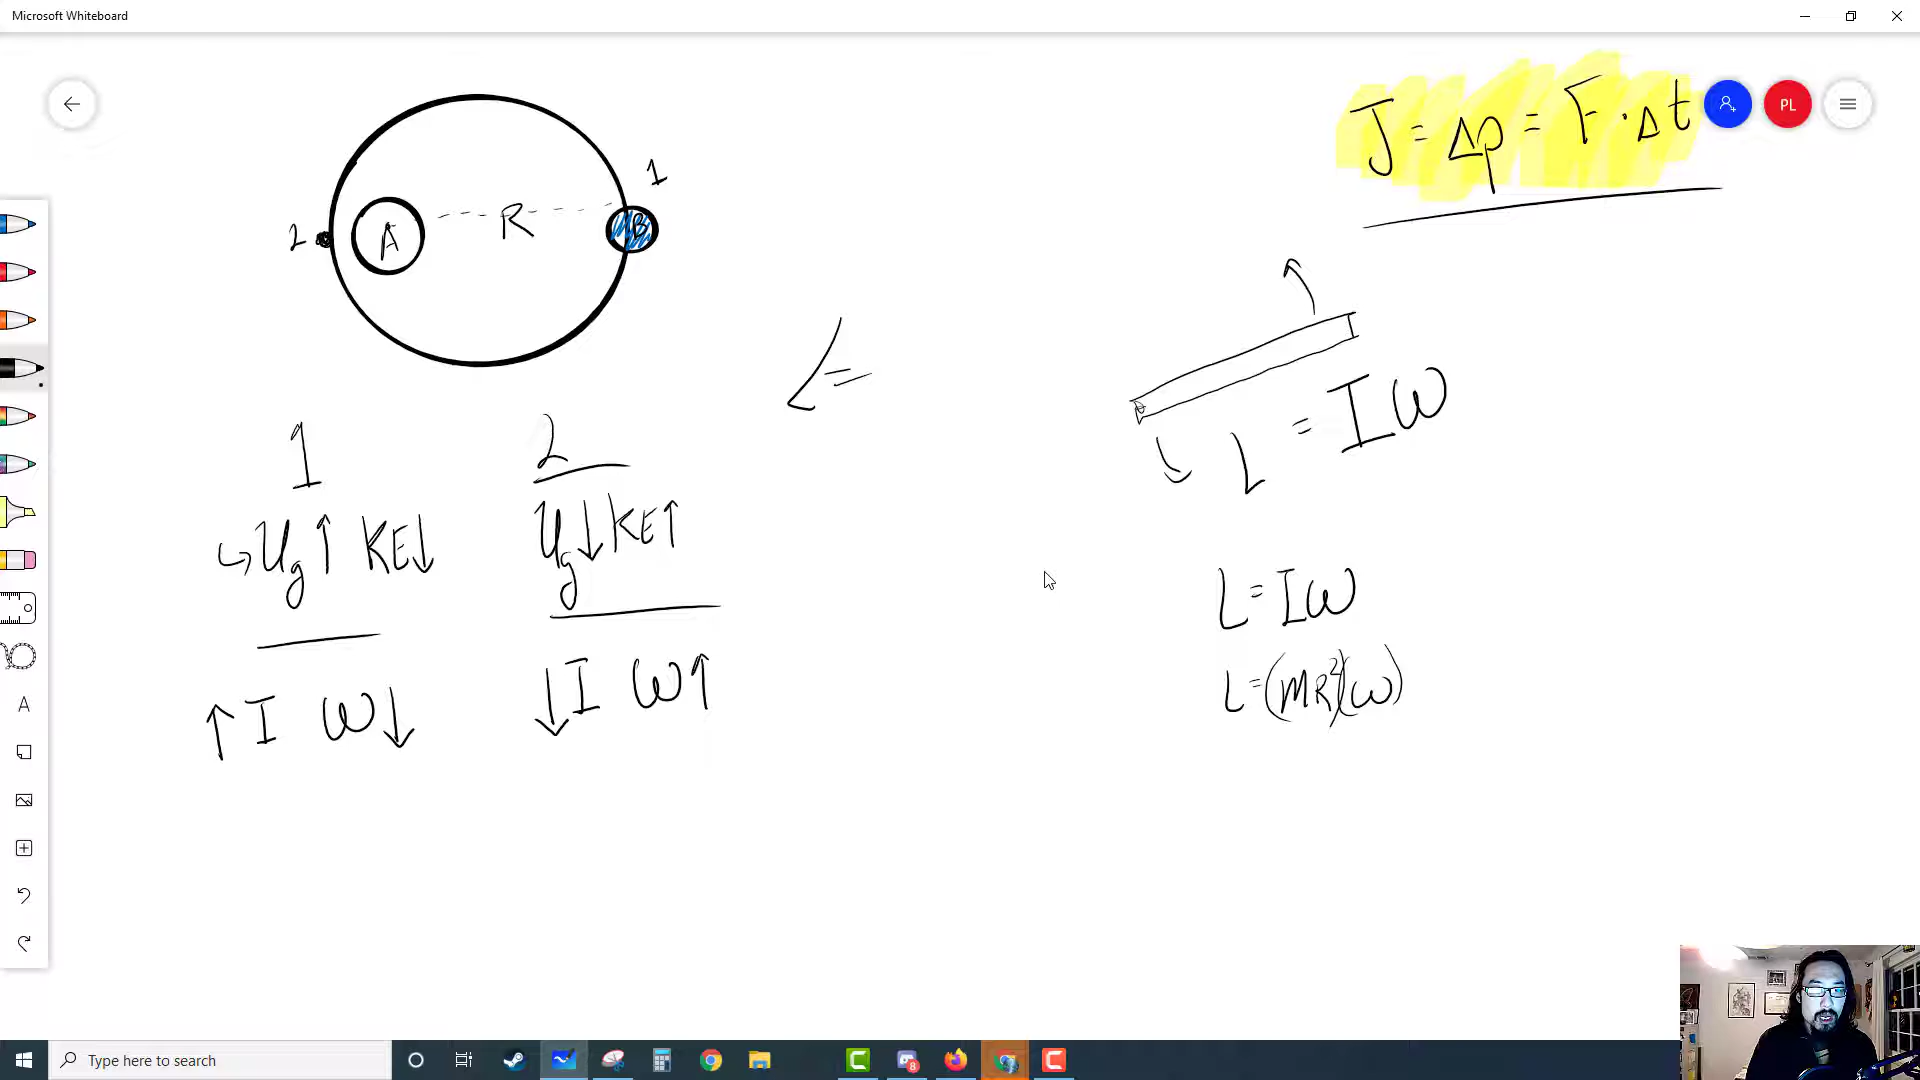 Microsoft Whiteboard
J = Δp = F · Δt
PL
1
2
A
R
B
L =
L = Iω
1
2
Ug↑ KE↓
Ug↓ KE↑
↑I ω↓
↓I ω↑
L = Iω
L = (MR²)(ω)
A
Type here to search
8